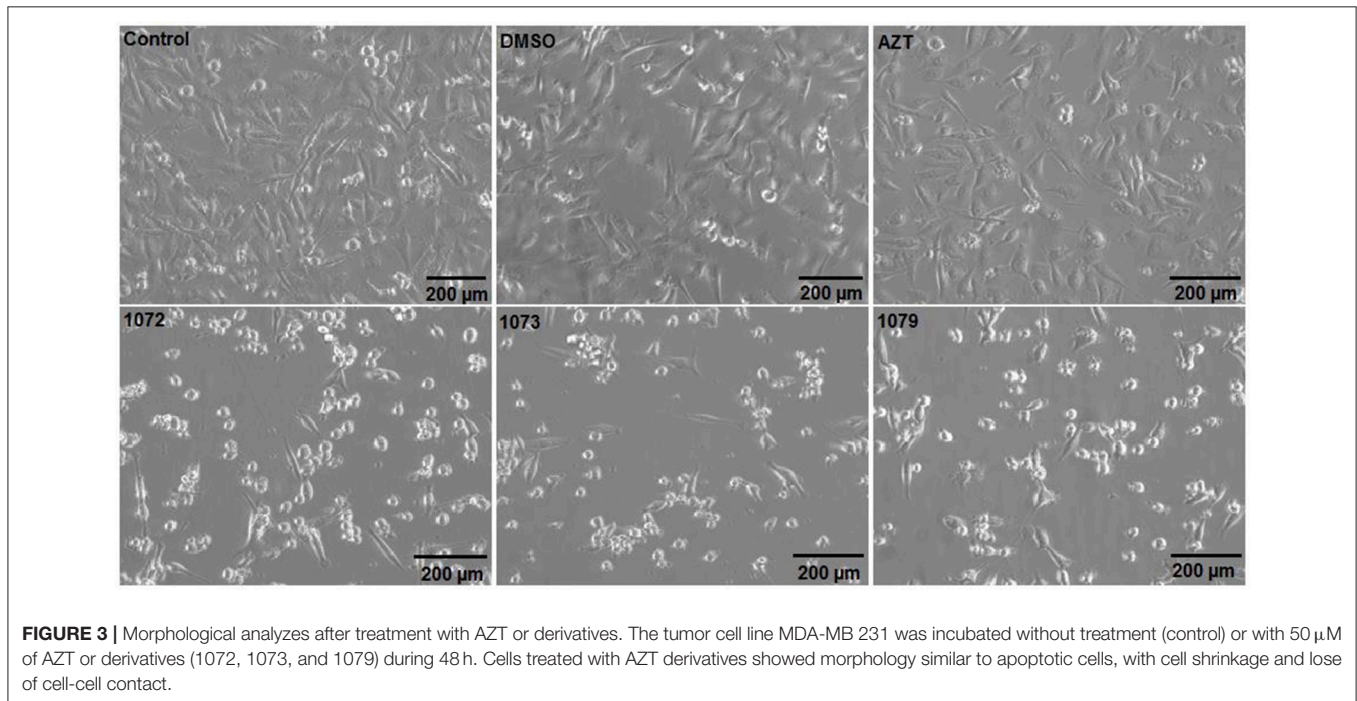 Control
DMSO
AZT
200 µm
200 µm
200 µm
1072
1073
1079
200 µm
200 µm
200 µm
FIGURE 3 | Morphological analyzes after treatment with AZT or derivatives. The tumor cell line MDA-MB 231 was incubated without treatment (control) or with 50 µM
of AZT or derivatives (1072, 1073, and 1079) during 48 h. Cells treated with AZT derivatives showed morphology similar to apoptotic cells, with cell shrinkage and lose
of cell-cell contact.